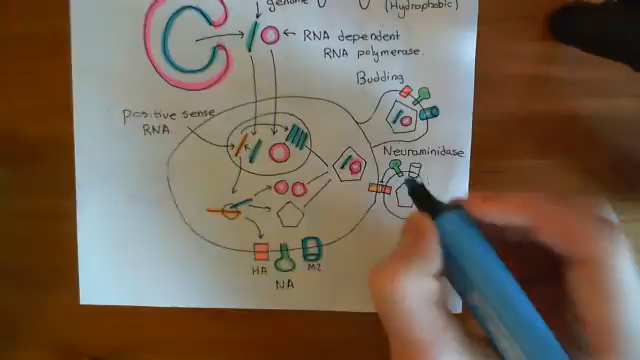 genome
(Hydrophobic)
RNA dependent
RNA polymerase.
Budding
positive sense
RNA
Neuraminidase
HA
NA
M2